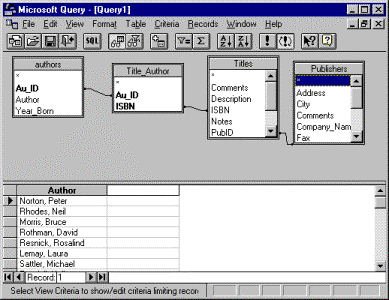 Microsoft Query - [Query1]
File Edit View Format Table Criteria Records Window Help
SQL
authors
*
Au_ID
Author
Year_Born
Title_Author
*
Au_ID
ISBN
Titles
*
Comments
Description
ISBN
Notes
PubID
Publishers
*
Address
City
Comments
Company_Nam
Fax
Author
Norton, Peter
Rhodes, Neil
Morris, Bruce
Rothman, David
Resnick, Rosalind
Lemay, Laura
Sattler, Michael
Record: 1
Select View Criteria to show/edit criteria limiting recor